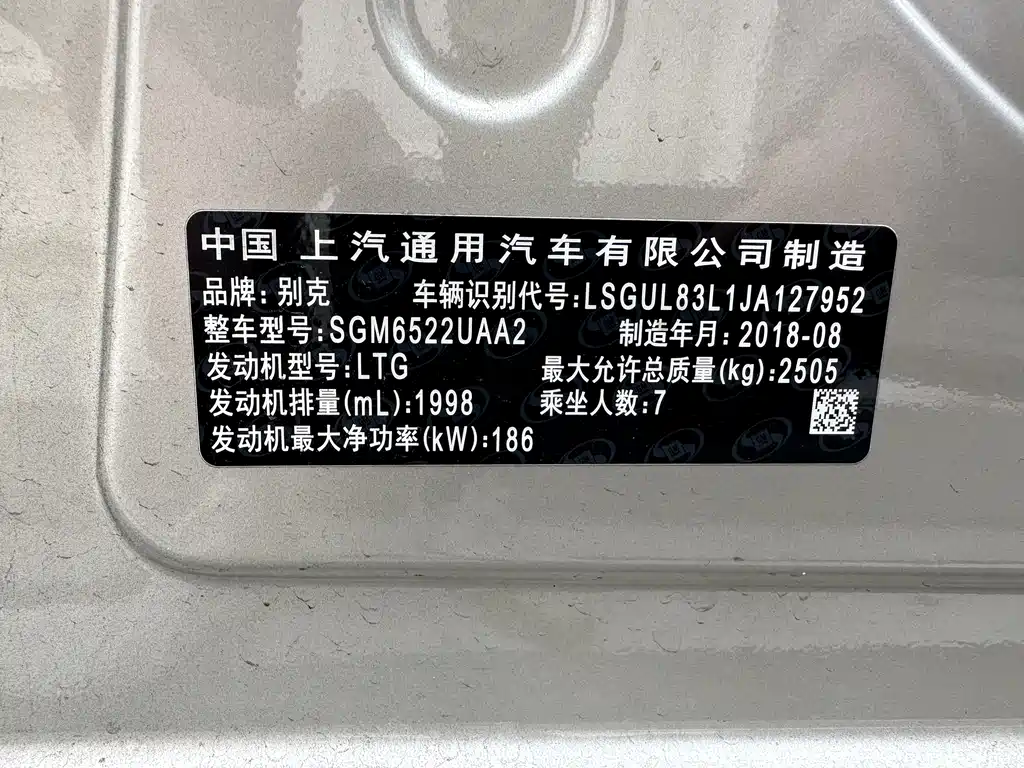 中国 上汽通用汽车有限公司制造
品牌:别克 车辆识别代号:LSGUL83L1JA127952
整车型号:SGM6522UAA2 制造年月:2018-08
发动机型号:LTG 最大允许总质量(kg):2505
发动机排量(mL):1998 乘坐人数:7
发动机最大净功率(kW):186